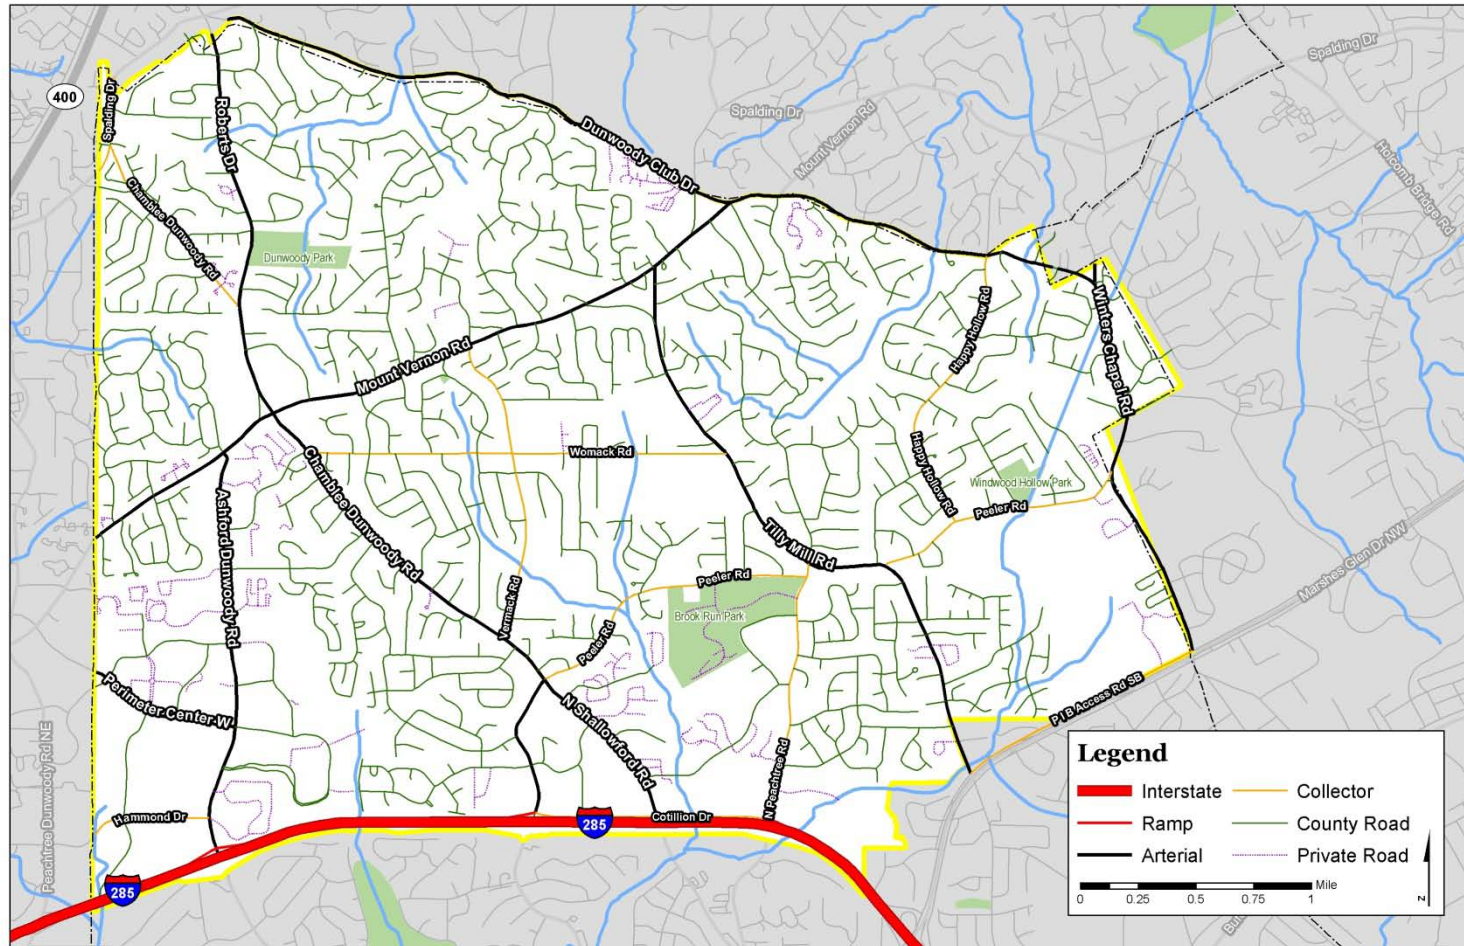 Spalding Dr
Spalding Dr
400
Spalding Dr
Roberts Dr
Mount Vernon Rd
Dunwoody Club Dr
Holcomb Bridge Rd
Chamblee Dunwoody Rd
Dunwoody Park
Happy Hollow Rd
Winters Chapel Rd
Mount Vernon Rd
Womack Rd
Happy Hollow Rd
Windwood Hollow Park
Peeler Rd
Chamblee Dunwoody Rd
Ashford Dunwoody Rd
Tilly Mill Rd
Marshes Glen Dr NW
Peeler Rd
Vermack Rd
Brook Run Park
Peeler Rd
Perimeter Center W
P I B Access Rd SB
N Shallowford Rd
N Peachtree Rd
Peachtree Dunwoody Rd NE
Hammond Dr
Cotillion Dr
285
285
Legend
Interstate
Collector
Ramp
County Road
Arterial
Private Road
Mile
0 0.25 0.5 0.75 1
N